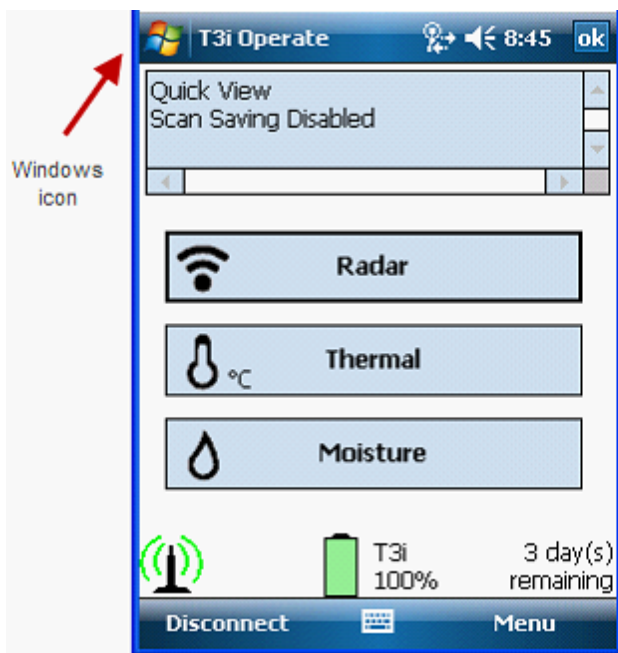 T3i Operate 8:45 ok
Quick View
Scan Saving Disabled
Windows
icon
Radar
°C Thermal
Moisture
T3i 3 day(s)
100% remaining
Disconnect Menu